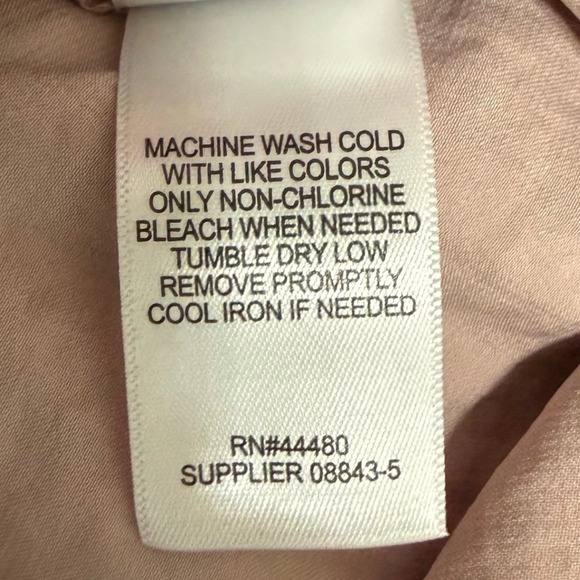 MACHINE WASH COLD
WITH LIKE COLORS
ONLY NON-CHLORINE
BLEACH WHEN NEEDED
TUMBLE DRY LOW
REMOVE PROMPTLY
COOL IRON IF NEEDED
RN#44480
SUPPLIER 08843-5